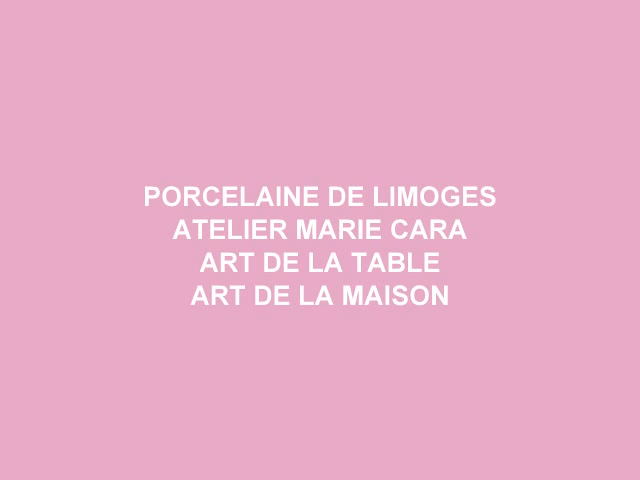 PORCELAINE DE LIMOGES
ATELIER MARIE CARA
ART DE LA TABLE
ART DE LA MAISON